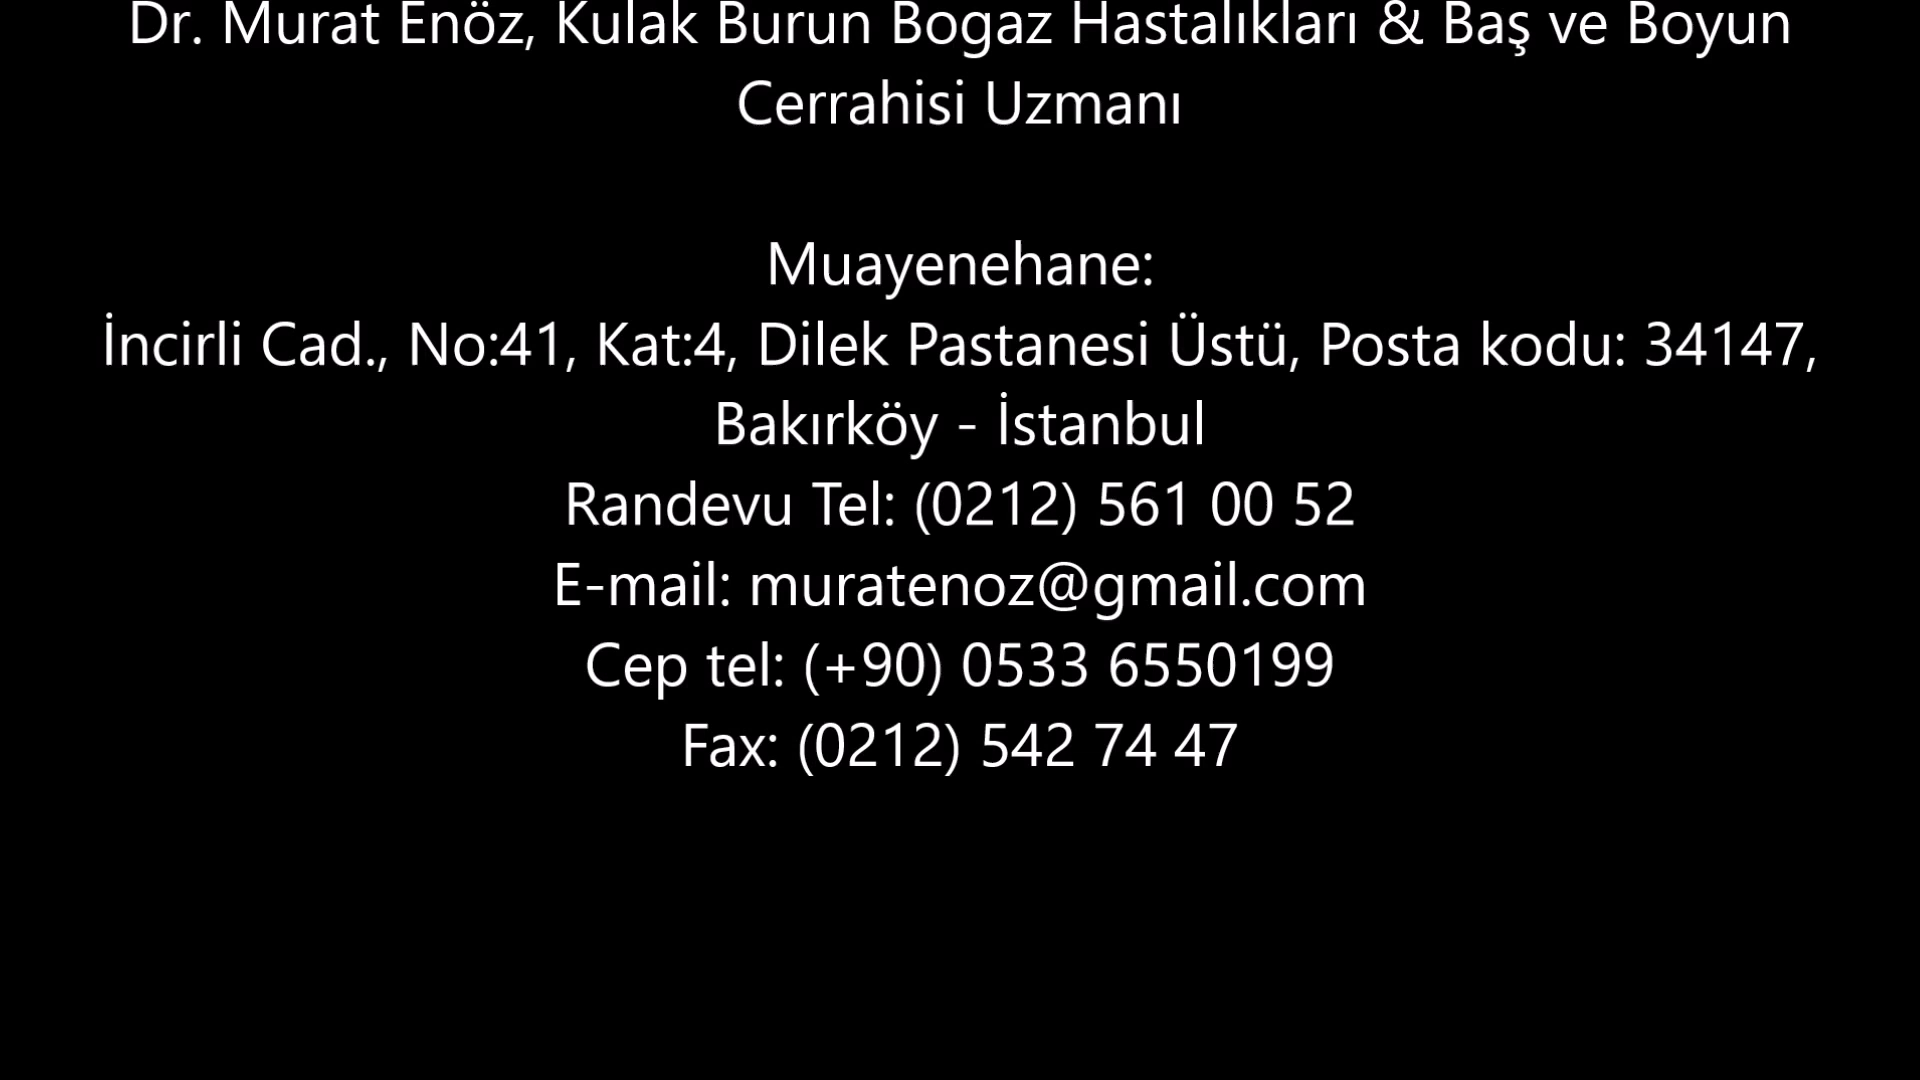 Dr. Murat Enöz, Kulak Burun Bogaz Hastalıkları & Baş ve Boyun
Cerrahisi Uzmanı
Muayenehane:
İncirli Cad., No:41, Kat:4, Dilek Pastanesi Üstü, Posta kodu: 34147,
Bakırköy - İstanbul
Randevu Tel: (0212) 561 00 52
E-mail: muratenoz@gmail.com
Cep tel: (+90) 0533 6550199
Fax: (0212) 542 74 47